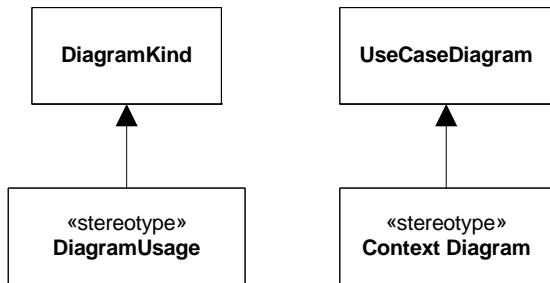 DiagramKind
UseCaseDiagram
«stereotype»
DiagramUsage
«stereotype»
Context Diagram